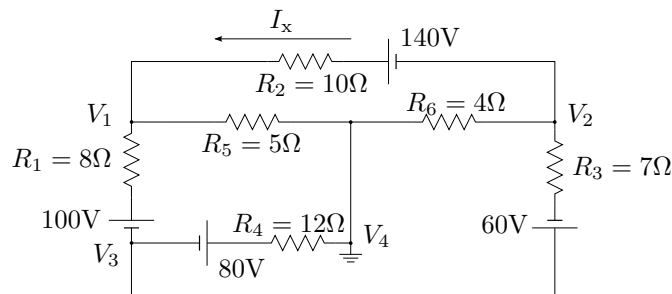 I_x
140V
R_2 = 10Ω
V_1
R_6 = 4Ω
V_2
R_5 = 5Ω
R_1 = 8Ω
R_3 = 7Ω
100V
R_4 = 12Ω
V_4
60V
V_3
80V